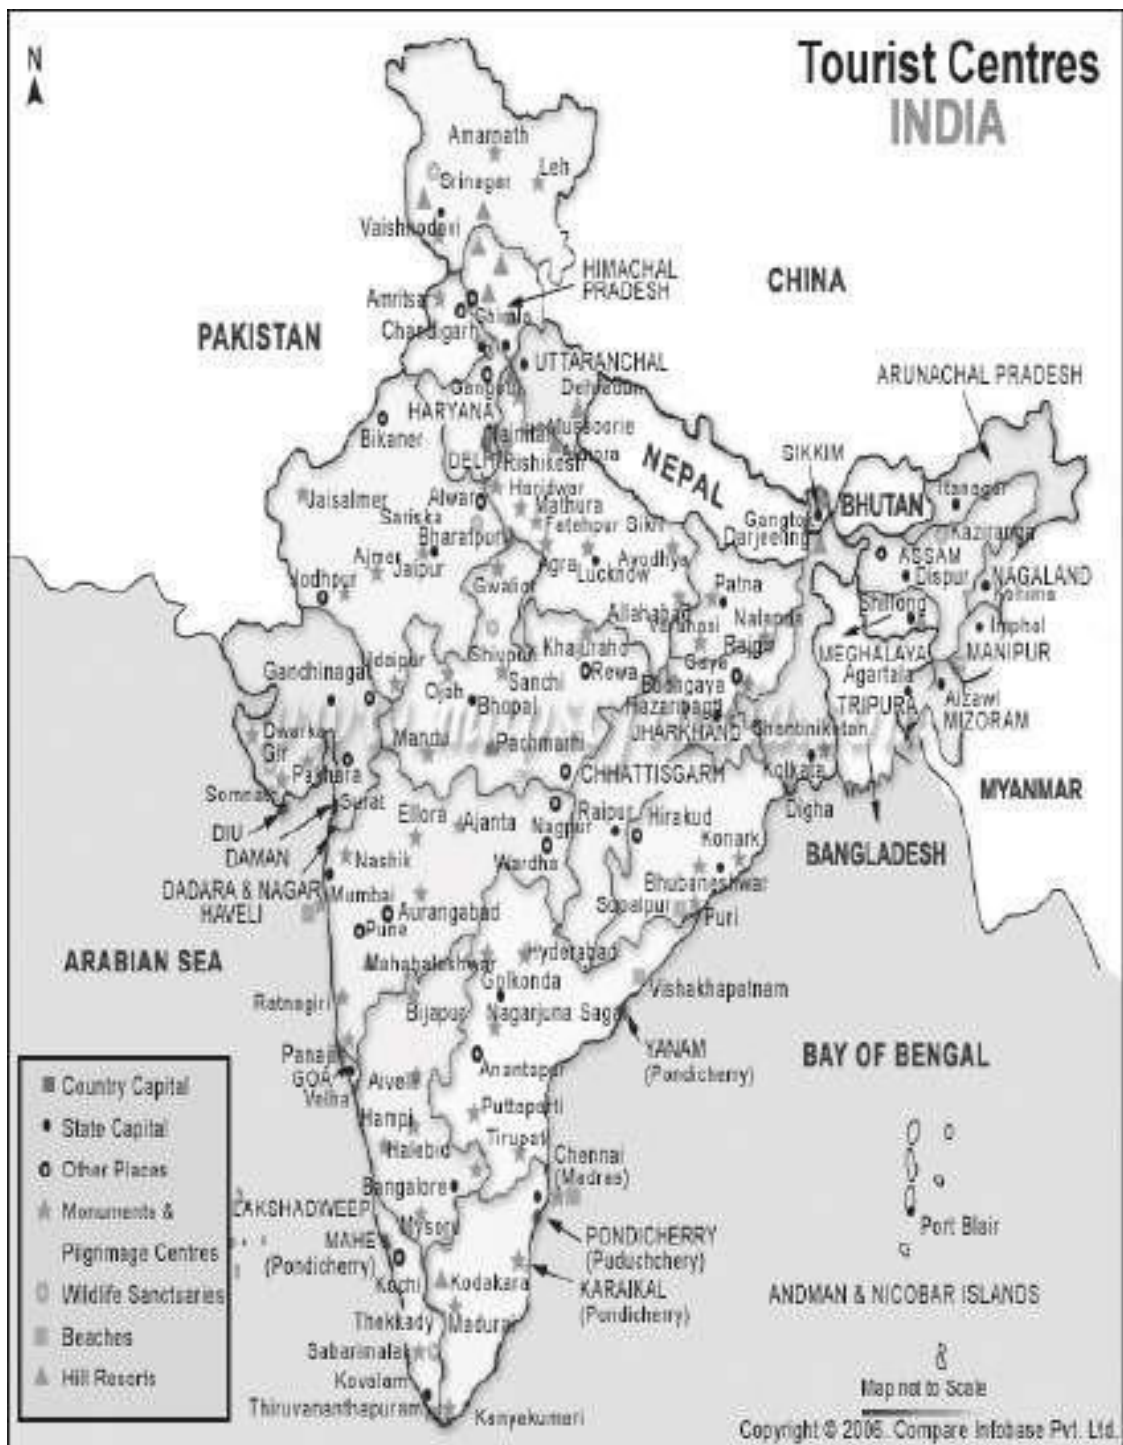 Tourist Centres
INDIA
N
Amarnath
Leh
Srinagar
Vaishnodevi
HIMACHAL
PRADESH
CHINA
Amritsar
Shimla
Chandigarh
PAKISTAN
UTTARANCHAL
ARUNACHAL PRADESH
Dehradun
HARYANA
Bikaner
Nainital
Mussoorie
Almora
NEPAL
SIKKIM
DELHI
Rishikesh
BHUTAN
Itanagar
Jaisalmer
Alwar
Haridwar
Mathura
Sariska
Fatehpur Sikri
Gangtok
Darjeeling
Kaziranga
Bharatpur
Ajmer
Jaipur
Agra
Lucknow
Ayodhya
ASSAM
Dispur
NAGALAND
Kohima
Jodhpur
Gwalior
Patna
Allahabad
Varanasi
Nalanda
Rajgir
Shillong
Imphal
Shivpuri
Khajuraho
MEGHALAYA
MANIPUR
Gandhinagar
Udaipur
Sanchi
Rewa
Gaya
Bodhgaya
Agartala
Bhopal
Hazaribagh
TRIPURA
Aizawl
MIZORAM
Dwarka
Gir
Mandu
Pachmarhi
JHARKHAND
Shantiniketan
Kolkata
CHHATTISGARH
MYANMAR
Somnath
Surat
Ellora
Ajanta
Nagpur
Raipur
Hirakud
Digha
DIU
Konark
BANGLADESH
DAMAN
Nashik
Wardha
DADARA & NAGAR
HAVELI
Mumbai
Bhubaneshwar
Aurangabad
Puri
Pune
ARABIAN SEA
Mahabaleshwar
Hyderabad
Golkonda
Vishakhapatnam
Ratnagiri
Bijapur
Nagarjuna Sagar
YANAM
(Pondicherry)
BAY OF BENGAL
Panaji
GOA
Velha
Anantapur
Country Capital
State Capital
Other Places
Monuments &
Pilgrimage Centres
Wildlife Sanctuaries
Beaches
Hill Resorts
Hampi
Puttaparti
Tirupati
Halebid
Chennai
(Madras)
Bangalore
LAKSHADWEEP
Mysore
MAHE
(Pondicherry)
PONDICHERRY
(Puduchchery)
Port Blair
Kochi
Kodakara
KARAIKAL
(Pondicherry)
ANDMAN & NICOBAR ISLANDS
Thekkady
Madurai
Sabarimalai
Kovalam
Thiruvananthapuram
Kanyakumari
Map not to Scale
Copyright © 2006. Compare Infobase Pvt. Ltd.